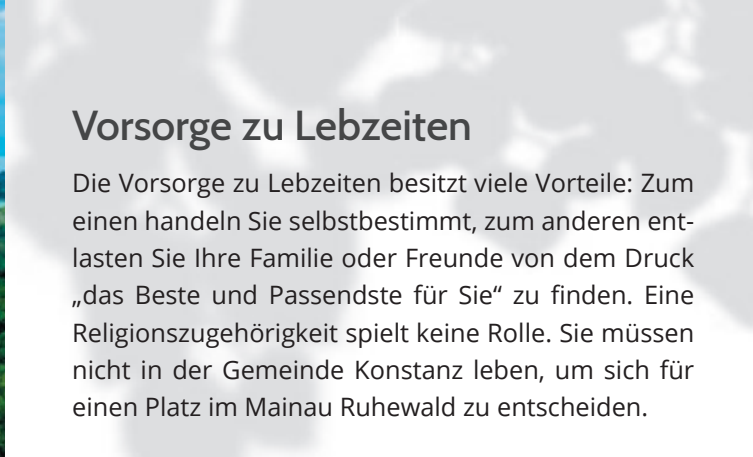 Vorsorge zu Lebzeiten
Die Vorsorge zu Lebzeiten besitzt viele Vorteile: Zum
einen handeln Sie selbstbestimmt, zum anderen ent-
lasten Sie Ihre Familie oder Freunde von dem Druck
„das Beste und Passendste für Sie“ zu finden. Eine
Religionszugehörigkeit spielt keine Rolle. Sie müssen
nicht in der Gemeinde Konstanz leben, um sich für
einen Platz im Mainau Ruhewald zu entscheiden.